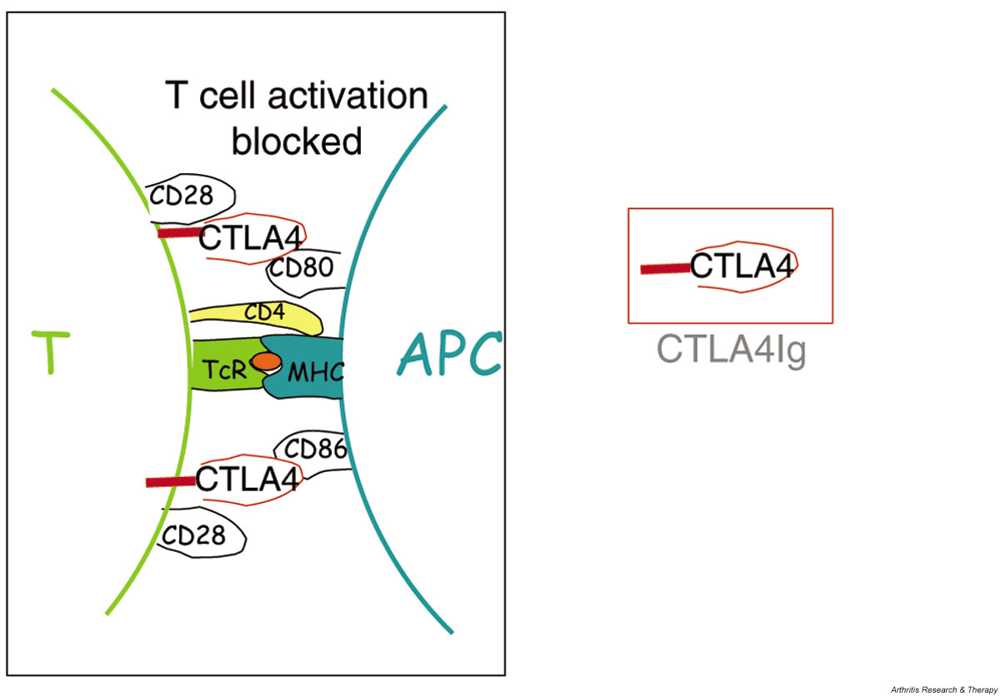 T cell activation
blocked
CD28
CTLA4
CD80
CD4
T
TcR
MHC
APC
CD86
CTLA4
CD28
CTLA4
CTLA4Ig
Arthritis Research & Therapy